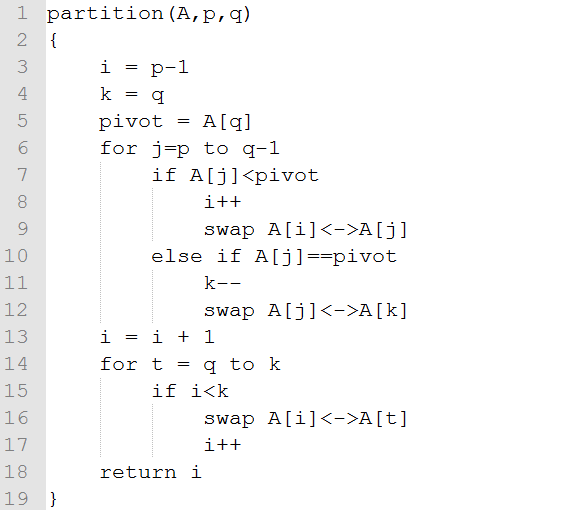 1 partition(A,p,q)
2 {
3     i = p-1
4     k = q
5     pivot = A[q]
6     for j=p to q-1
7         if A[j]<pivot
8             i++
9             swap A[i]<->A[j]
10         else if A[j]==pivot
11             k--
12             swap A[j]<->A[k]
13     i = i + 1
14     for t = q to k
15         if i<k
16             swap A[i]<->A[t]
17             i++
18     return i
19 }